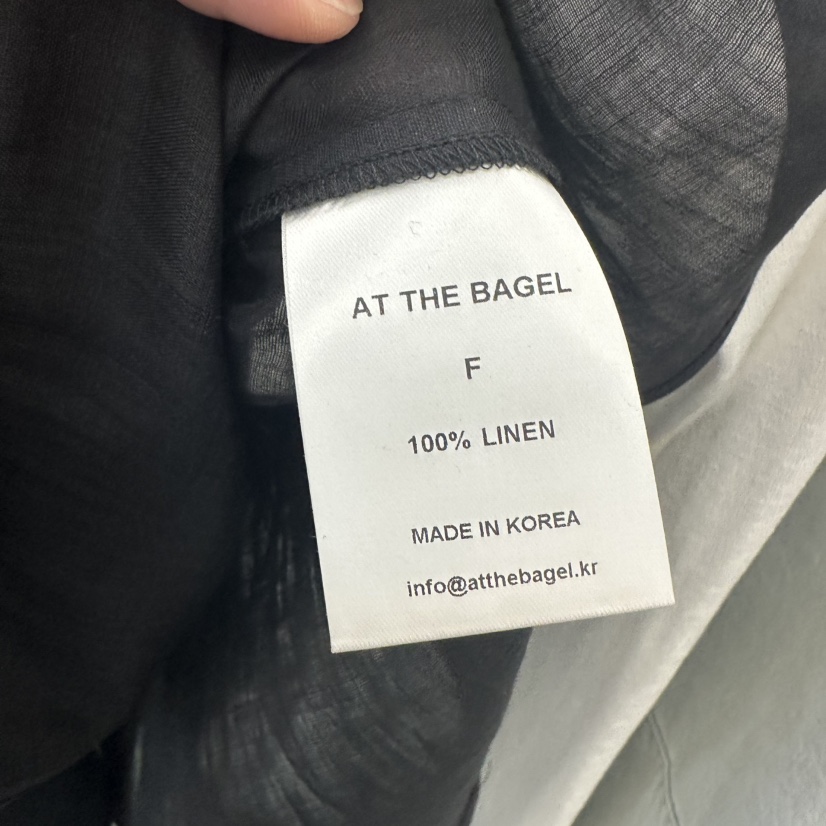 AT THE BAGEL
F
100% LINEN
MADE IN KOREA
info@atthebagel.kr